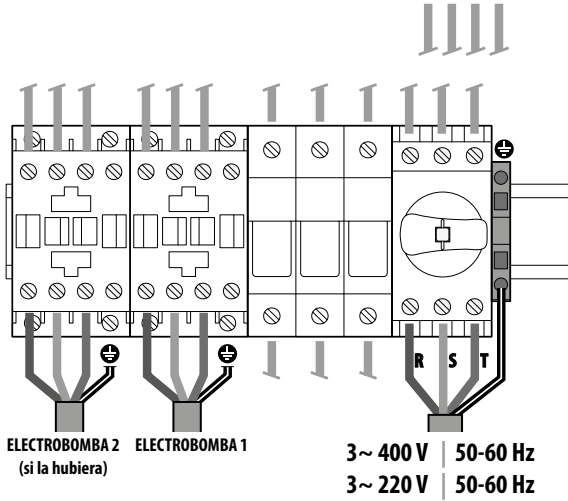 R S T
ELECTROBOMBA 2
(si la hubiera)
ELECTROBOMBA 1
3~ 400 V | 50-60 Hz
3~ 220 V | 50-60 Hz